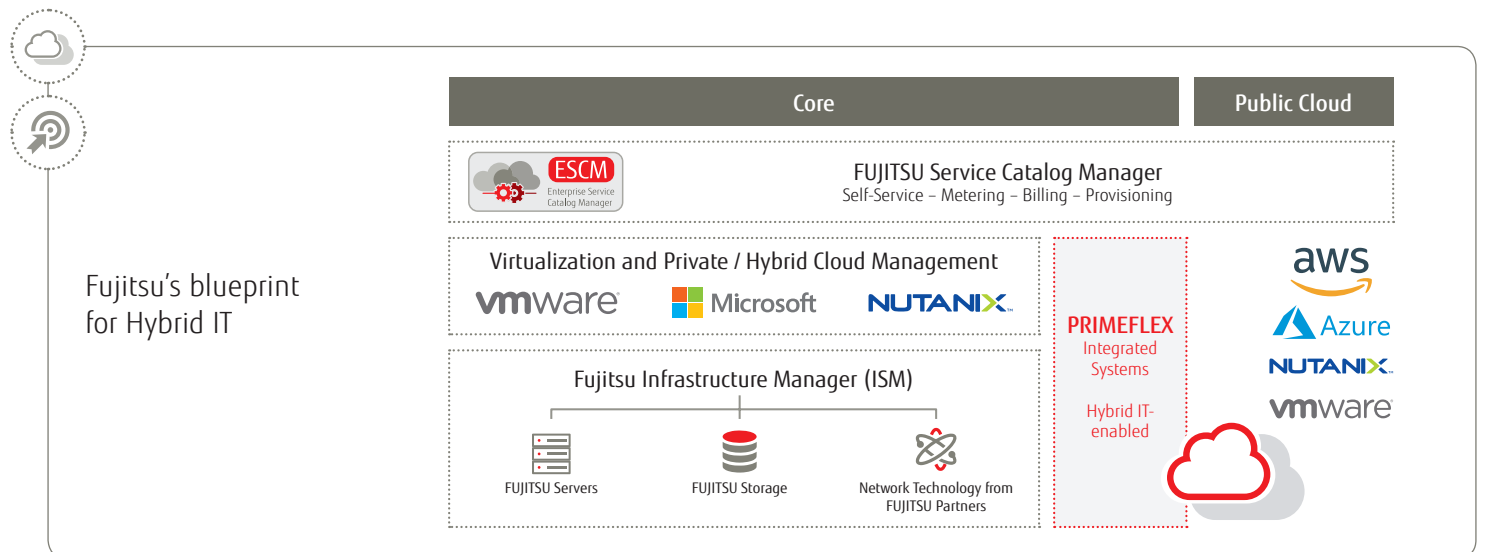 Core
Public Cloud
ESCM
Enterprise Service
Catalog Manager
FUJITSU Service Catalog Manager
Self-Service – Metering – Billing – Provisioning
Fujitsu's blueprint
for Hybrid IT
Virtualization and Private / Hybrid Cloud Management
vmware®
Microsoft
NUTANIX™
Fujitsu Infrastructure Manager (ISM)
FUJITSU Servers
FUJITSU Storage
Network Technology from
FUJITSU Partners
PRIMEFLEX
Integrated
Systems
Hybrid IT-
enabled
aws
Azure
NUTANIX™
vmware®